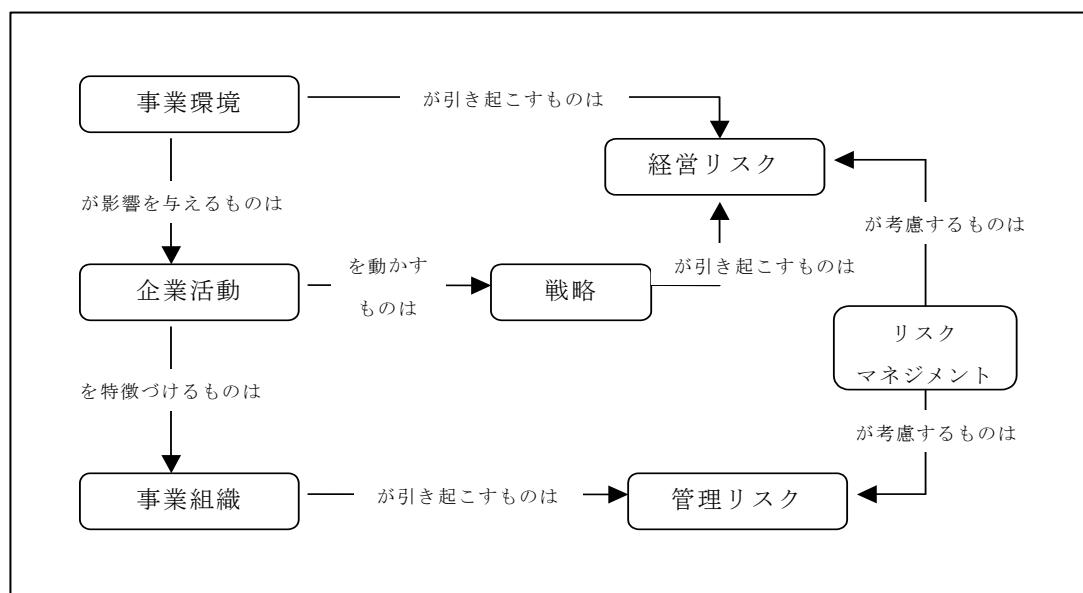 事業環境
が引き起こすものは
経営リスク
が影響を与えるものは
が考慮するものは
企業活動
を動かす
ものは
戦略
が引き起こすものは
リスク
マネジメント
を特徴づけるものは
が考慮するものは
事業組織
が引き起こすものは
管理リスク